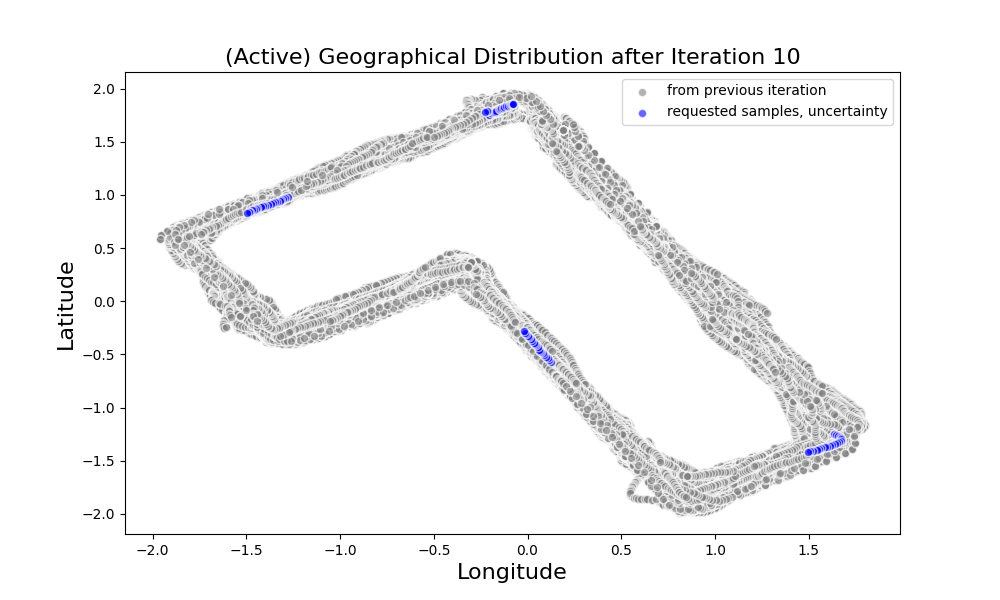 (Active) Geographical Distribution after Iteration 10
from previous iteration
requested samples, uncertainty
2.0
1.5
1.0
0.5
0.0
−0.5
−1.0
−1.5
−2.0
Latitude
−2.0 −1.5 −1.0 −0.5 0.0 0.5 1.0 1.5
Longitude